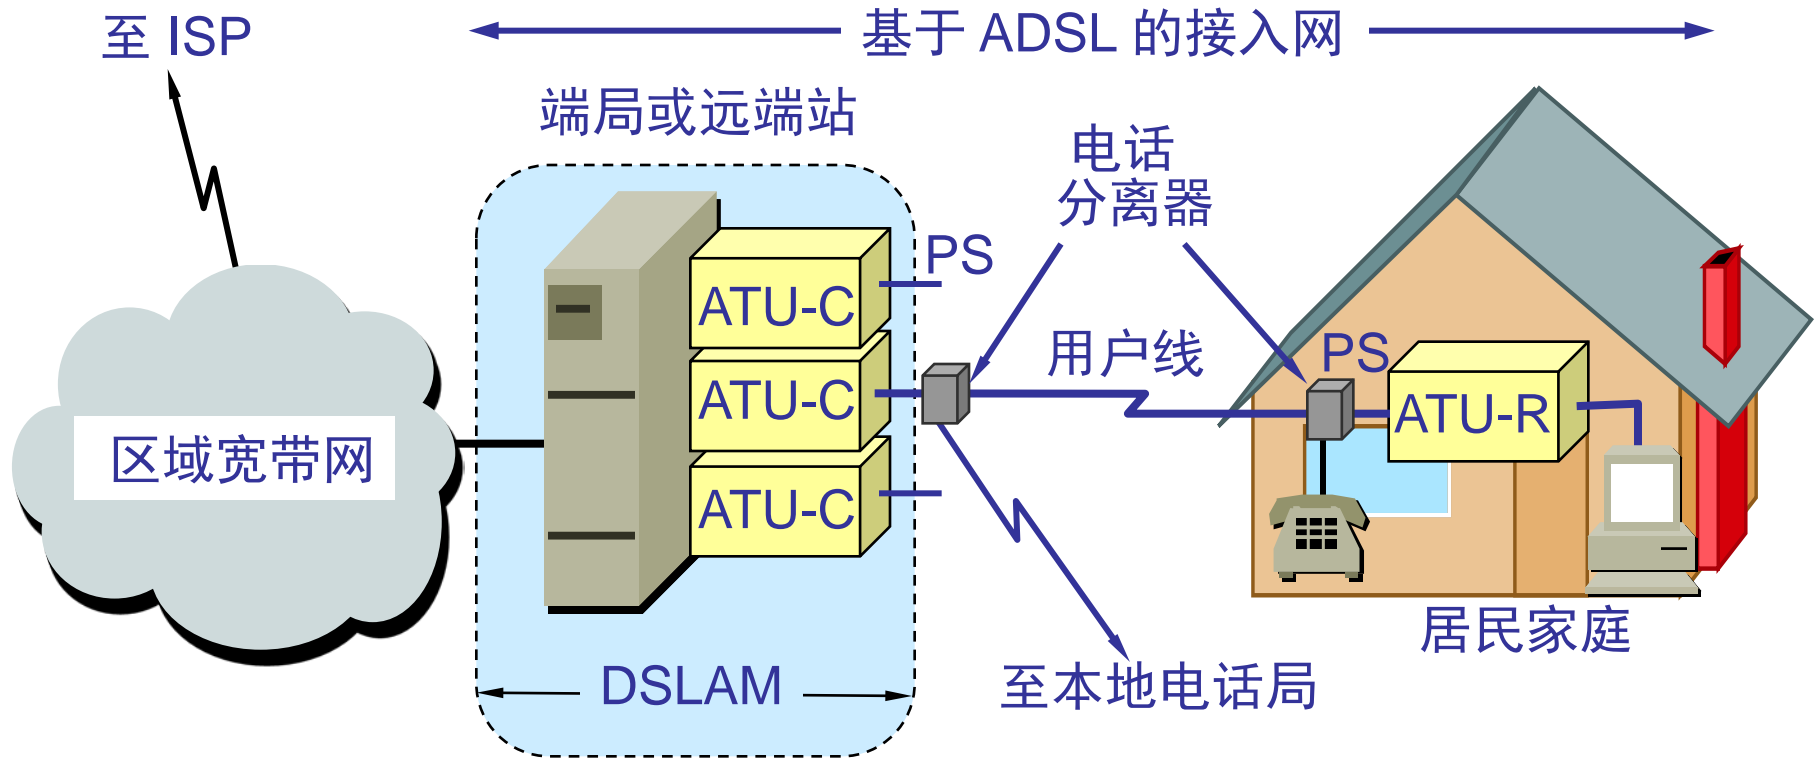 至 ISP
基于 ADSL 的接入网
端局或远端站
电话
分离器
PS
ATU-C
用户线
PS
ATU-C
ATU-R
区域宽带网
ATU-C
居民家庭
DSLAM
至本地电话局